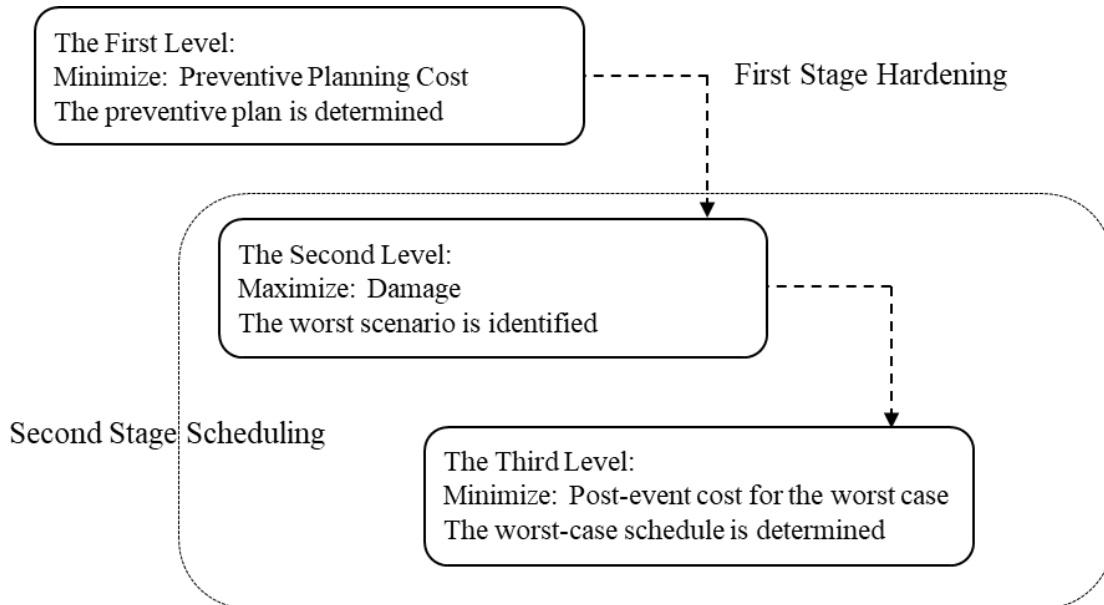 The First Level:
Minimize: Preventive Planning Cost
The preventive plan is determined
First Stage Hardening
The Second Level:
Maximize: Damage
The worst scenario is identified
Second Stage Scheduling
The Third Level:
Minimize: Post-event cost for the worst case
The worst-case schedule is determined